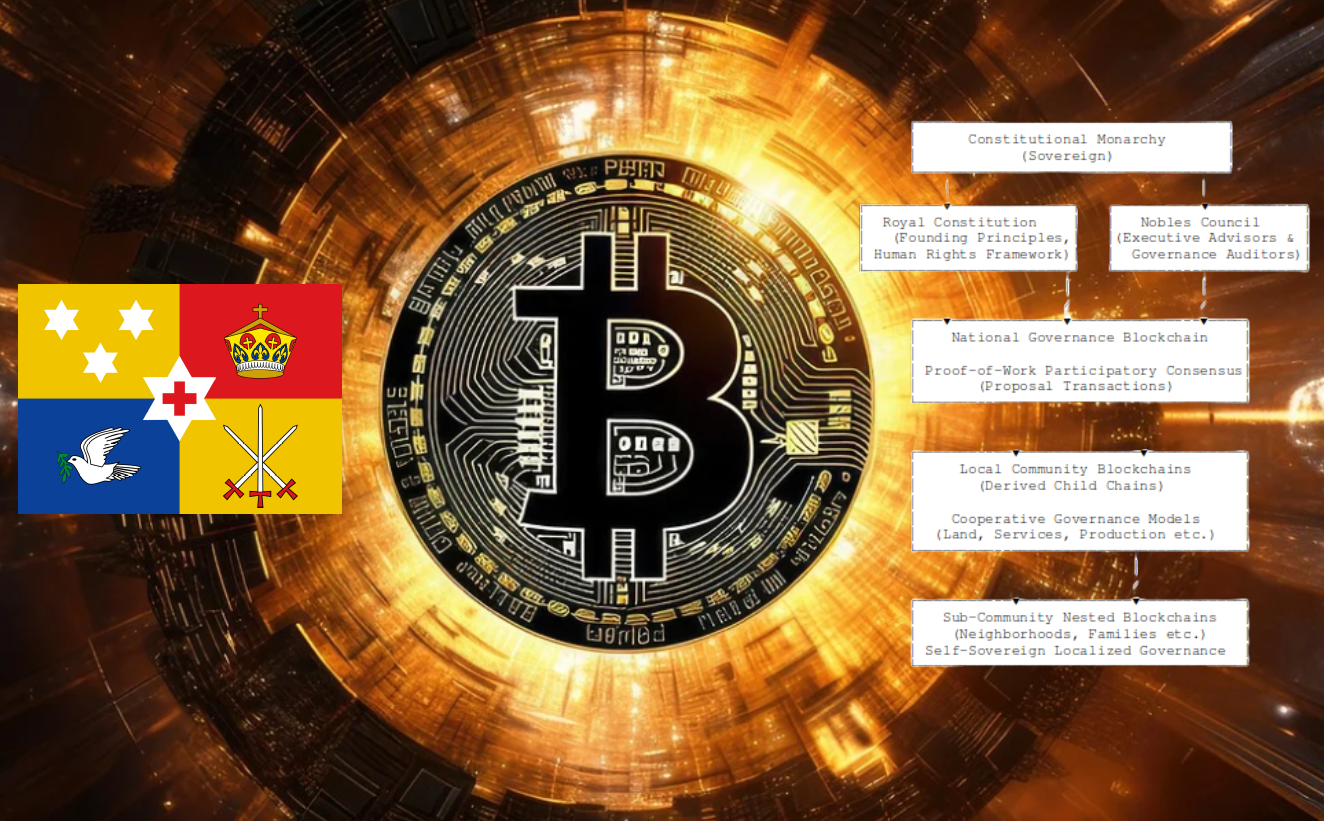 Constitutional Monarchy
(Sovereign)
Royal Constitution
(Founding Principles,
Human Rights Framework)
Nobles Council
(Executive Advisors &
Governance Auditors)
National Governance Blockchain
Proof-of-Work Participatory Consensus
(Proposal Transactions)
Local Community Blockchains
(Derived Child Chains)
Cooperative Governance Models
(Land, Services, Production etc.)
Sub-Community Nested Blockchains
(Neighborhoods, Families etc.)
Self-Sovereign Localized Governance